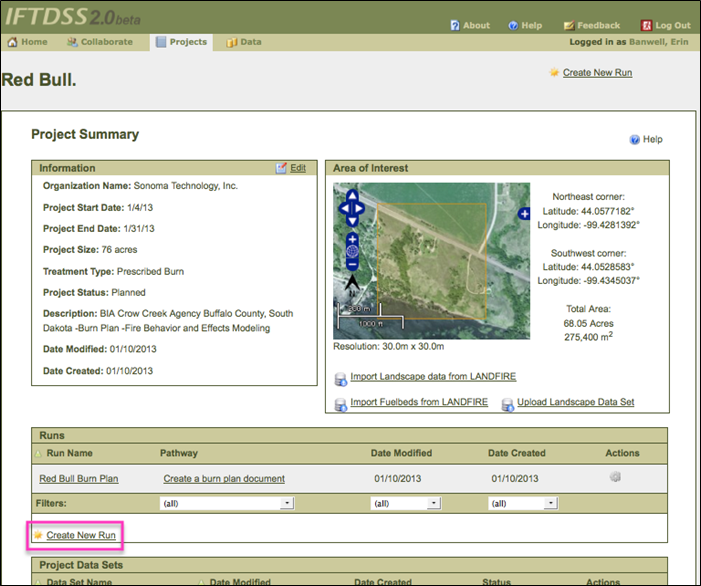 IFTDSS 2.0beta
About Help Feedback Log Out
Home Collaborate Projects Data Logged in as Banwell, Erin
Red Bull.
Create New Run
Project Summary
Help
Information Edit
Organization Name: Sonoma Technology, Inc.
Project Start Date: 1/4/13
Project End Date: 1/31/13
Project Size: 76 acres
Treatment Type: Prescribed Burn
Project Status: Planned
Description: BIA Crow Creek Agency Buffalo County, South
Dakota -Burn Plan -Fire Behavior and Effects Modeling
Date Modified: 01/10/2013
Date Created: 01/10/2013
Area of Interest
N
300 m
1000 ft
Northeast corner:
Latitude: 44.0577182°
Longitude: -99.4281392°
Southwest corner:
Latitude: 44.0528583°
Longitude: -99.4345037°
Total Area:
68.05 Acres
275,400 m2
Resolution: 30.0m x 30.0m
Import Landscape data from LANDFIRE
Import Fuelbeds from LANDFIRE Upload Landscape Data Set
Runs
Run Name Pathway Date Modified Date Created Actions
Red Bull Burn Plan Create a burn plan document 01/10/2013 01/10/2013
Filters: (all) (all) (all)
Create New Run
Project Data Sets
Data Set Name Date Modified Date Created Status Actions